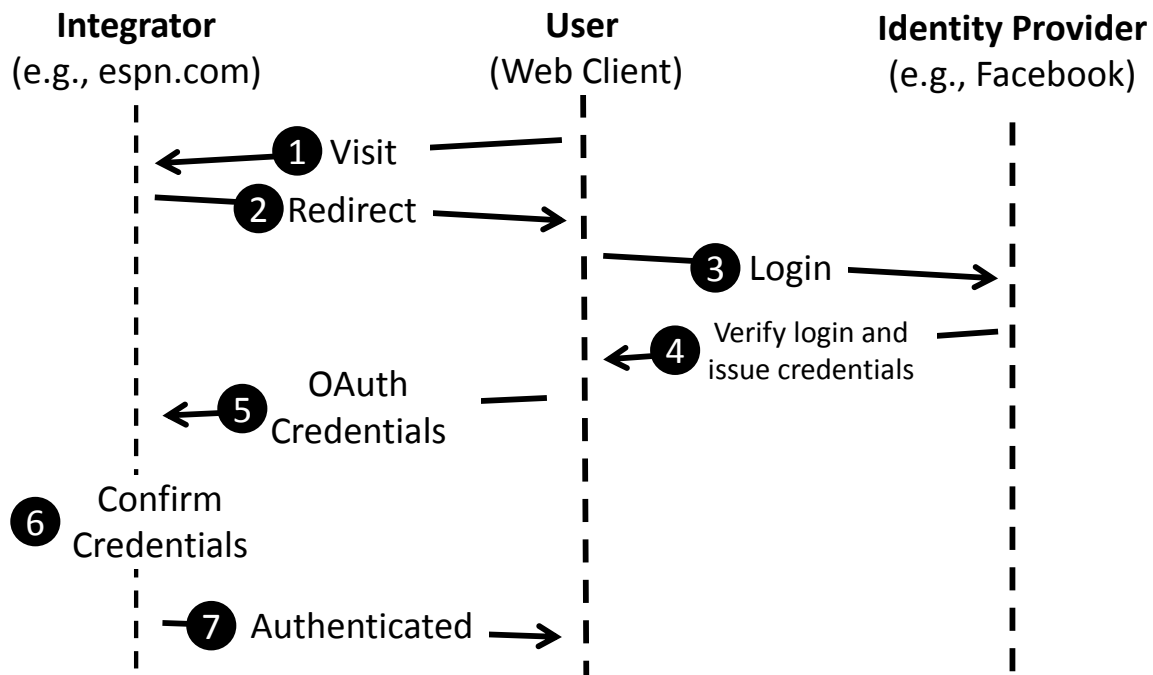 Integrator
(e.g., espn.com)
User
(Web Client)
Identity Provider
(e.g., Facebook)
1 Visit
2 Redirect
3 Login
4 Verify login and
issue credentials
5 OAuth
Credentials
6 Confirm
Credentials
7 Authenticated